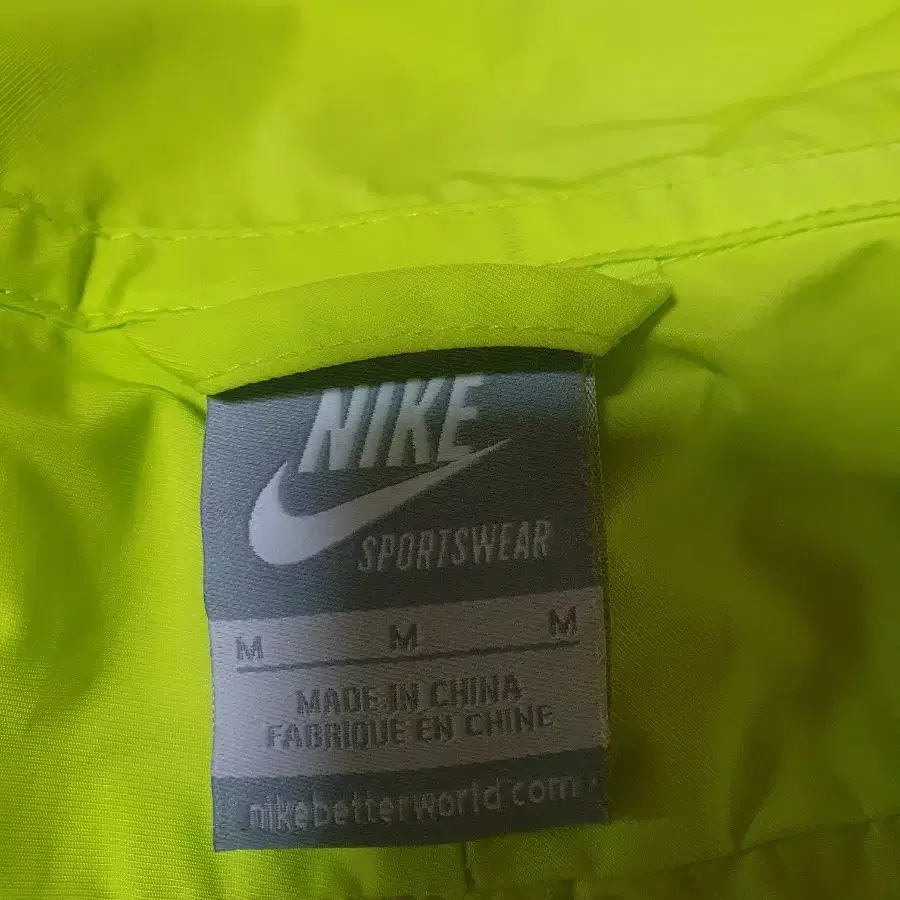 NIKE
SPORTSWEAR
M M M
MADE IN CHINA
FABRIQUE EN CHINE
nikebetterworld.com